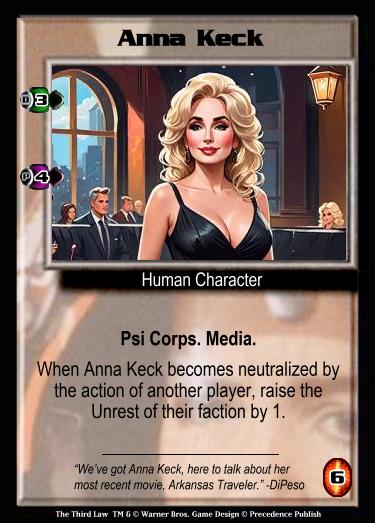 Anna Keck
D 3
P 4
Human Character
Psi Corps. Media.
When Anna Keck becomes neutralized by
the action of another player, raise the
Unrest of their faction by 1.
"We've got Anna Keck, here to talk about her
most recent movie, Arkansas Traveler." -DiPeso
6
The Third Law TM & © Warner Bros. Game Design © Precedence Publish